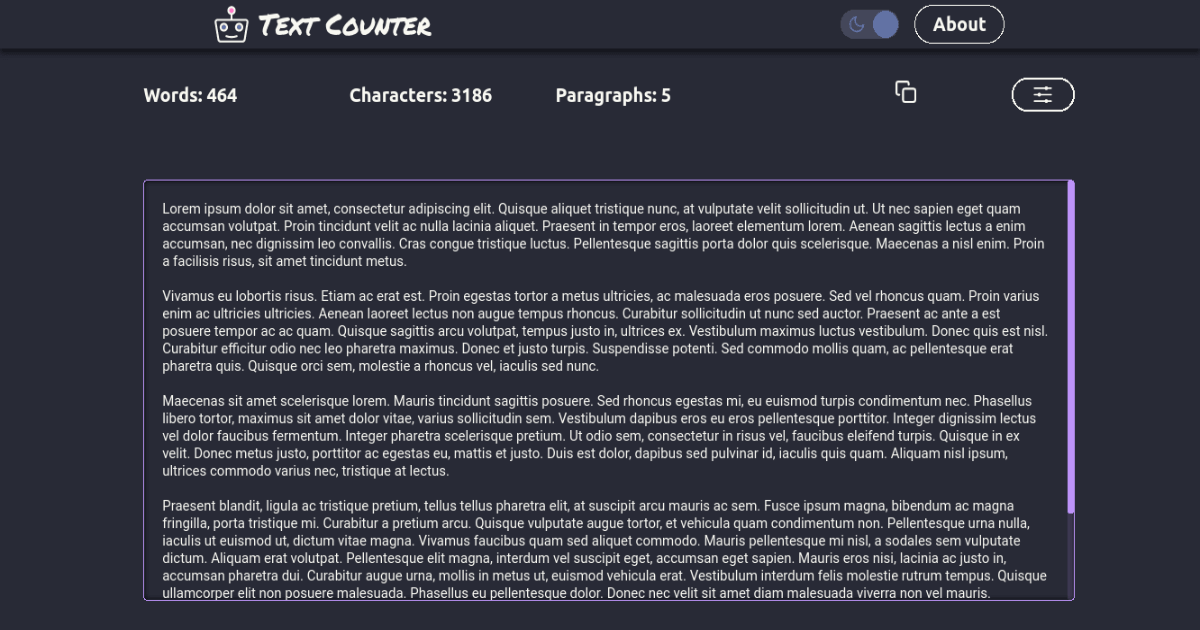 Text Counter
About
Words: 464
Characters: 3186
Paragraphs: 5
Lorem ipsum dolor sit amet, consectetur adipiscing elit. Quisque aliquet tristique nunc, at vulputate velit sollicitudin ut. Ut nec sapien eget quam
accumsan volutpat. Proin tincidunt velit ac nulla lacinia aliquet. Praesent in tempor eros, laoreet elementum lorem. Aenean sagittis lectus a enim
accumsan, nec dignissim leo convallis. Cras congue tristique luctus. Pellentesque sagittis porta dolor quis scelerisque. Maecenas a nisl enim. Proin
a facilisis risus, sit amet tincidunt metus.
Vivamus eu lobortis risus. Etiam ac erat est. Proin egestas tortor a metus ultricies, ac malesuada eros posuere. Sed vel rhoncus quam. Proin varius
enim ac ultricies ultricies. Aenean laoreet lectus non augue tempus rhoncus. Curabitur sollicitudin ut nunc sed auctor. Praesent ac ante a est
posuere tempor ac ac quam. Quisque sagittis arcu volutpat, tempus justo in, ultrices ex. Vestibulum maximus luctus vestibulum. Donec quis est nisl.
Curabitur efficitur odio nec leo pharetra maximus. Donec et justo turpis. Suspendisse potenti. Sed commodo mollis quam, ac pellentesque erat
pharetra quis. Quisque orci sem, molestie a rhoncus vel, iaculis sed nunc.
Maecenas sit amet scelerisque lorem. Mauris tincidunt sagittis posuere. Sed rhoncus egestas mi, eu euismod turpis condimentum nec. Phasellus
libero tortor, maximus sit amet dolor vitae, varius sollicitudin sem. Vestibulum dapibus eros eu eros pellentesque porttitor. Integer dignissim lectus
vel dolor faucibus fermentum. Integer pharetra scelerisque pretium. Ut odio sem, consectetur in risus vel, faucibus eleifend turpis. Quisque in ex
velit. Donec metus justo, porttitor ac egestas eu, mattis et justo. Duis est dolor, dapibus sed pulvinar id, iaculis quis quam. Aliquam nisl ipsum,
ultrices commodo varius nec, tristique at lectus.
Praesent blandit, ligula ac tristique pretium, tellus tellus pharetra elit, at suscipit arcu mauris ac sem. Fusce ipsum magna, bibendum ac magna
fringilla, porta tristique mi. Curabitur a pretium arcu. Quisque vulputate augue tortor, et vehicula quam condimentum non. Pellentesque urna nulla,
iaculis ut euismod ut, dictum vitae magna. Vivamus faucibus quam sed aliquet commodo. Mauris pellentesque mi nisl, a sodales sem vulputate
dictum. Aliquam erat volutpat. Pellentesque elit magna, interdum vel suscipit eget, accumsan eget sapien. Mauris eros nisi, lacinia ac justo in,
accumsan pharetra dui. Curabitur augue urna, mollis in metus ut, euismod vehicula erat. Vestibulum interdum felis molestie rutrum tempus. Quisque
ullamcorper elit non posuere malesuada. Phasellus eu pellentesque dolor. Donec nec velit sit amet diam malesuada viverra non vel mauris.